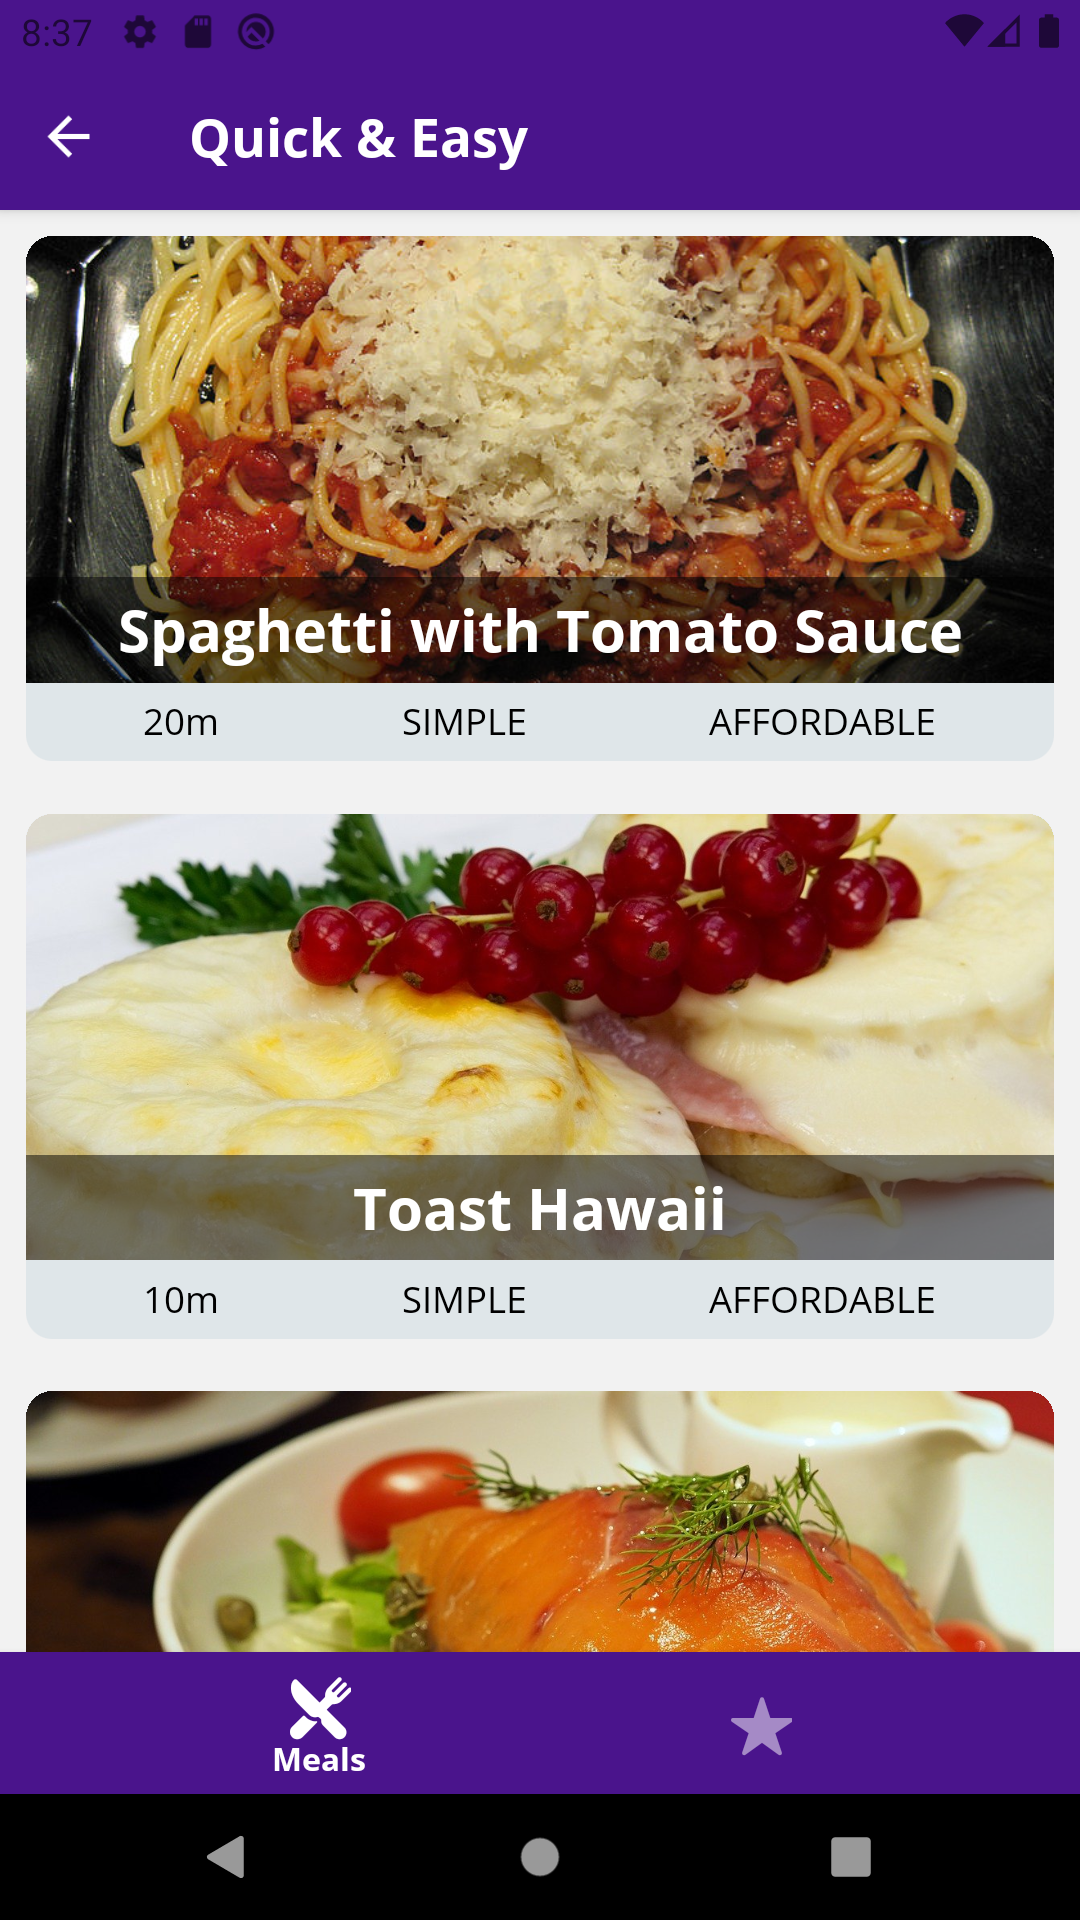 8:37
Quick & Easy
Spaghetti with Tomato Sauce
20m SIMPLE AFFORDABLE
Toast Hawaii
10m SIMPLE AFFORDABLE
Meals